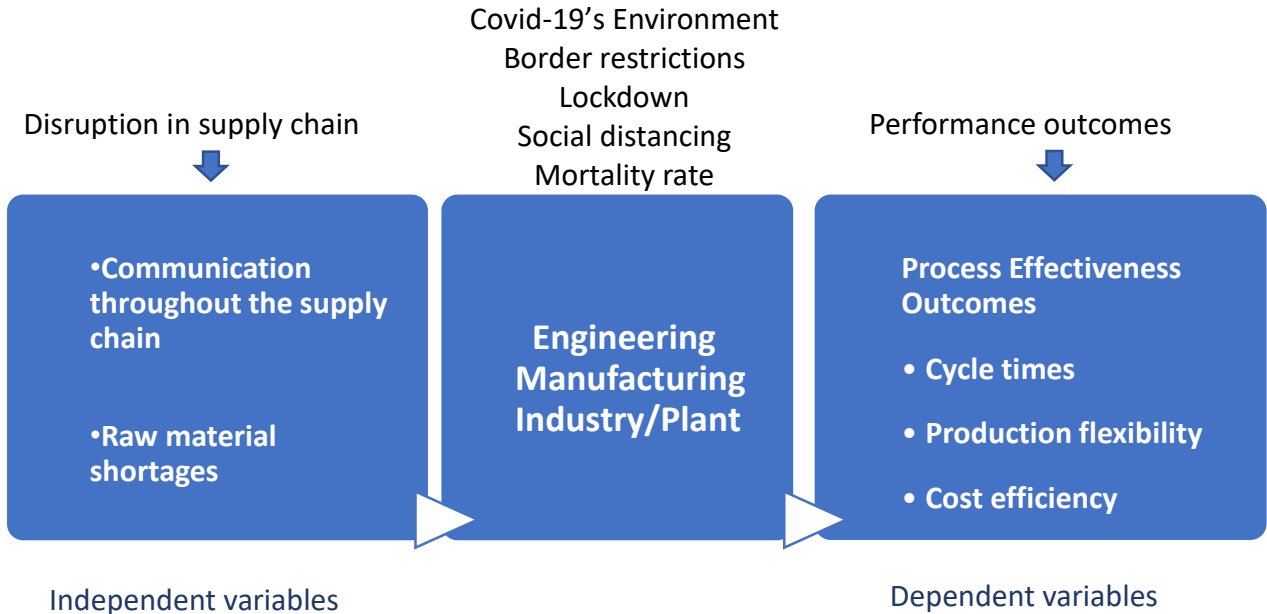 Covid-19’s Environment
Border restrictions
Lockdown
Social distancing
Mortality rate
Disruption in supply chain
Performance outcomes
•Communication
throughout the supply
chain
•Raw material
shortages
Engineering
Manufacturing
Industry/Plant
Process Effectiveness
Outcomes
• Cycle times
• Production flexibility
• Cost efficiency
Independent variables
Dependent variables